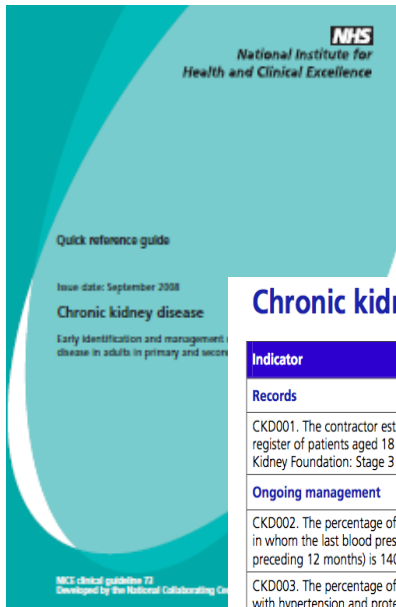 NHS
National Institute for
Health and Clinical Excellence
Quick reference guide
Issue date: September 2008
Chronic kidney disease
Early identification and management
disease in adults in primary and secon
NICE clinical guideline 73
Developed by the National Collaborating Ce
Chronic kid
Indicator
Records
CKD001. The contractor est
register of patients aged 18
Kidney Foundation: Stage 3
Ongoing management
CKD002. The percentage of
in whom the last blood pres
preceding 12 months) is 140
CKD003. The percentage of
with hypertension and prote